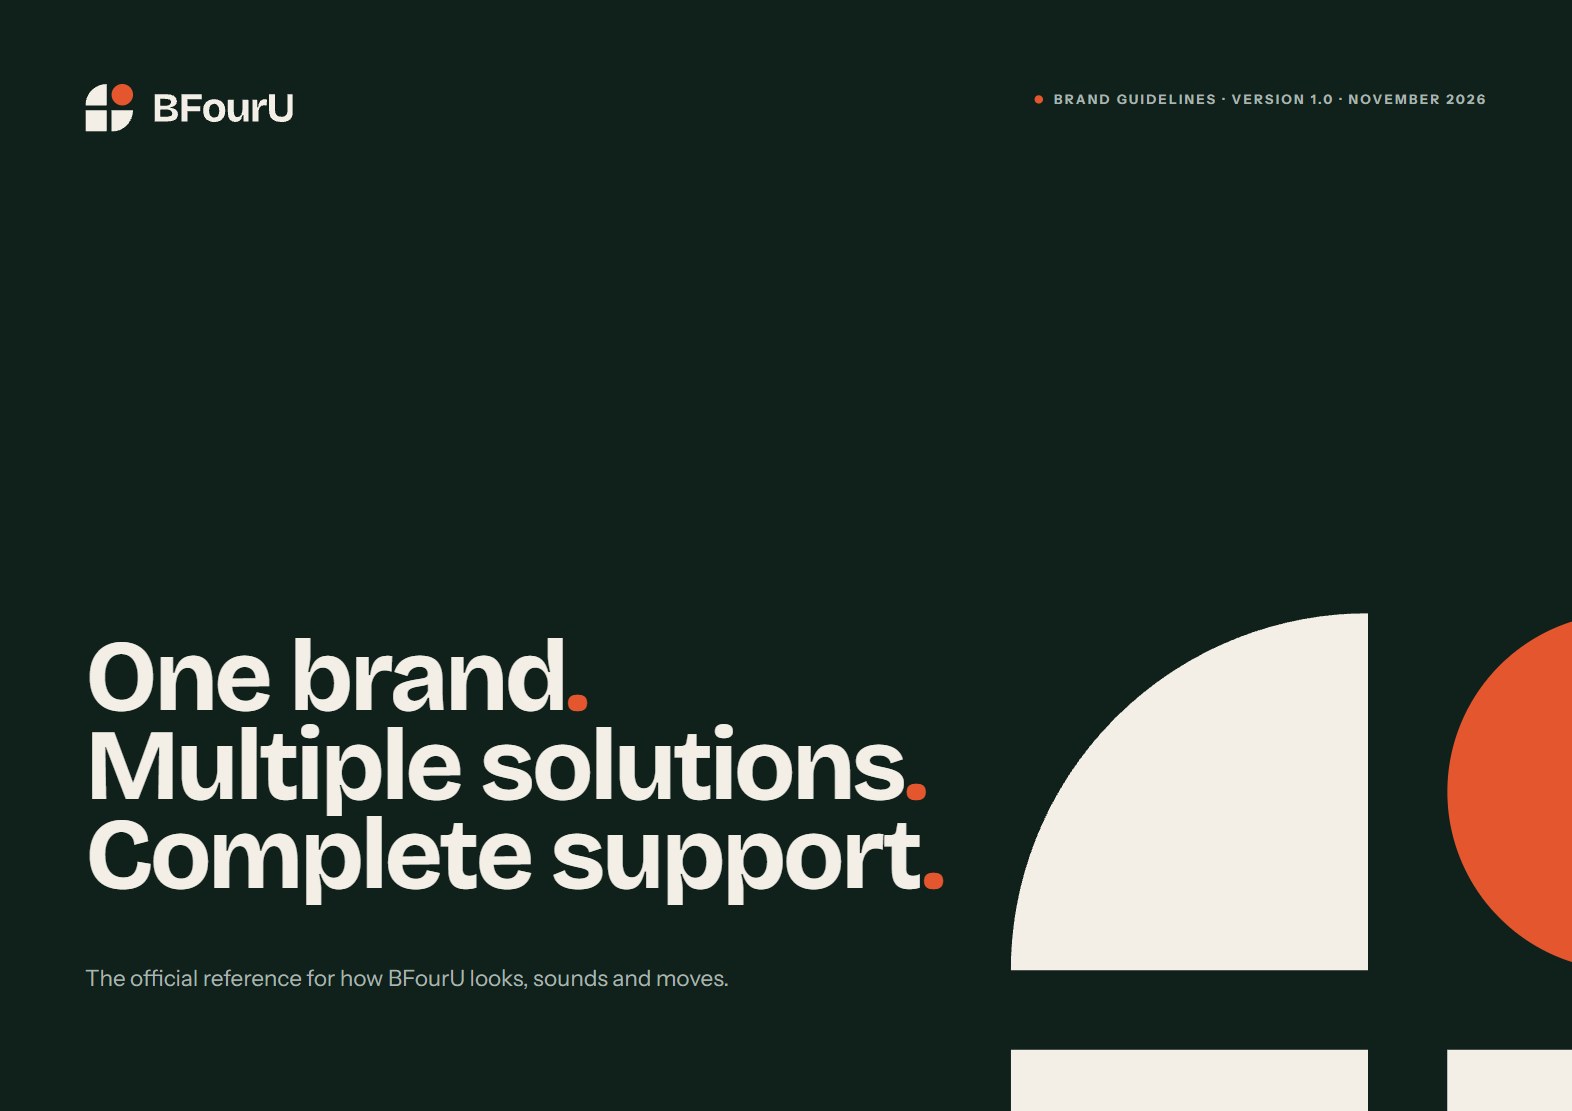 BFourU
BRAND GUIDELINES · VERSION 1.0 · NOVEMBER 2026
One brand.
Multiple solutions.
Complete support.
The official reference for how BFourU looks, sounds and moves.